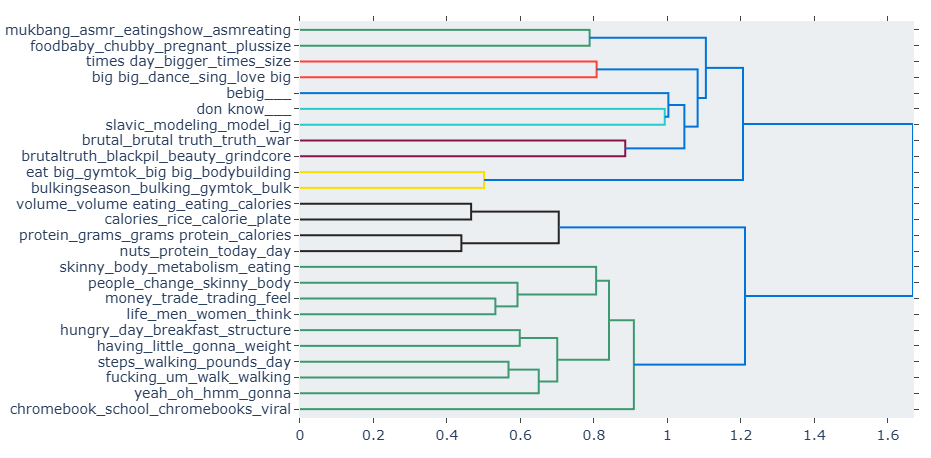 mukbang_asmr_eatingshow_asmreating
foodbaby_chubby_pregnant_plussize
times day_bigger_times_size
big big_dance_sing_love big
bebig___
don know___
slavic_modeling_model_ig
brutal_brutal truth_truth_war
brutaltruth_blackpil_beauty_grindcore
eat big_gymtok_big big_bodybuilding
bulkingseason_bulking_gymtok_bulk
volume_volume eating_eating_calories
calories_rice_calorie_plate
protein_grams_grams protein_calories
nuts_protein_today_day
skinny_body_metabolism_eating
people_change_skinny_body
money_trade_trading_feel
life_men_women_think
hungry_day_breakfast_structure
having_little_gonna_weight
steps_walking_pounds_day
fucking_um_walk_walking
yeah_oh_hmm_gonna
chromebook_school_chromebooks_viral
0 0.2 0.4 0.6 0.8 1 1.2 1.4 1.6